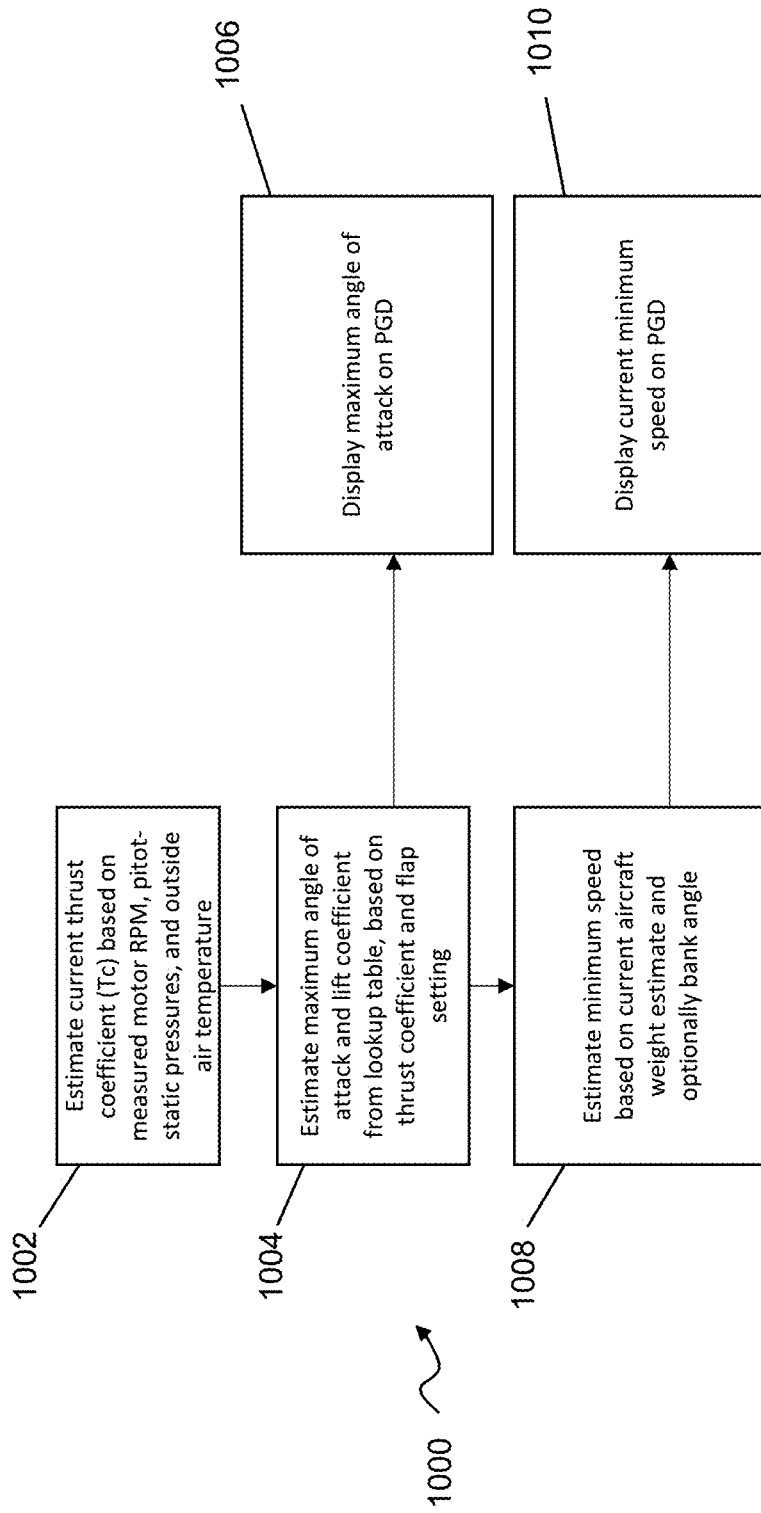 1000
1002
Estimate current thrust
coefficient (Tc) based on
measured motor RPM, pitot-
static pressures, and outside
air temperature
1004
Estimate maximum angle of
attack and lift coefficient
from lookup table, based on
thrust coefficient and flap
setting
1006
Display maximum angle of
attack on PGD
1008
Estimate minimum speed
based on current aircraft
weight estimate and
optionally bank angle
1010
Display current minimum
speed on PGD